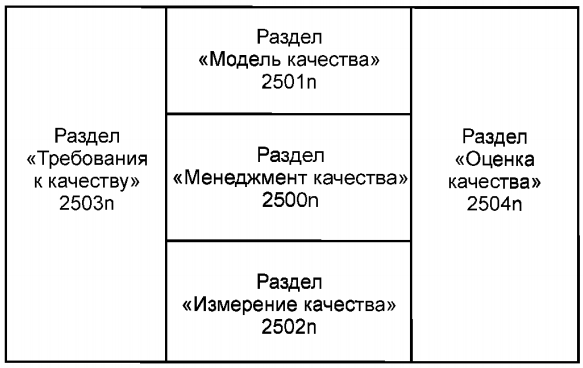 Раздел
«Требования
к качеству»
2503n
Раздел
«Модель качества»
2501n
Раздел
«Менеджмент качества»
2500n
Раздел
«Измерение качества»
2502n
Раздел
«Оценка
качества»
2504n